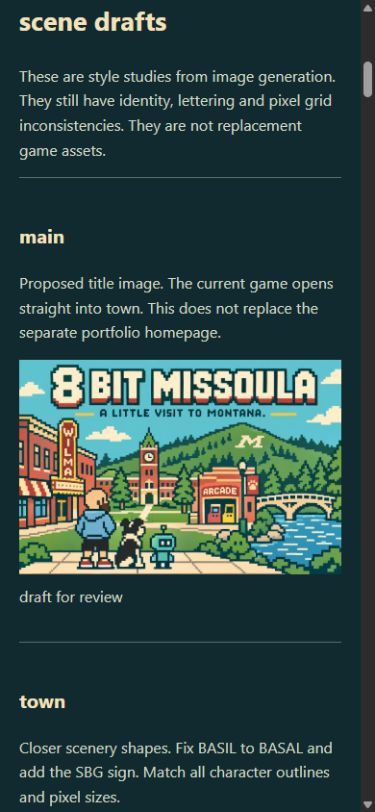 scene drafts
These are style studies from image generation.
They still have identity, lettering and pixel grid
inconsistencies. They are not replacement
game assets.
main
Proposed title image. The current game opens
straight into town. This does not replace the
separate portfolio homepage.
8 BIT MISSOULA
A LITTLE VISIT TO MONTANA.
M
WILMA
ARCADE
draft for review
town
Closer scenery shapes. Fix BASIL to BASAL and
add the SBG sign. Match all character outlines
and pixel sizes.